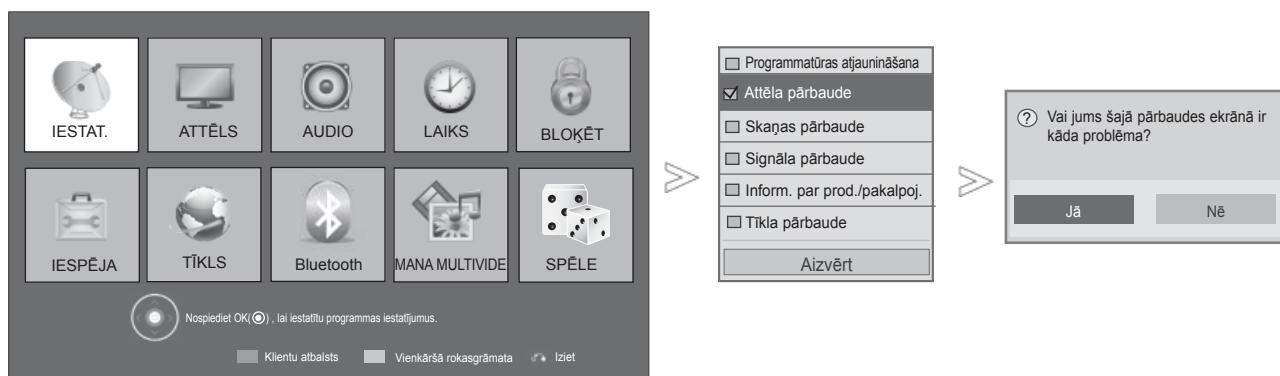 IESTAT.
ATTĒLS
AUDIO
LAIKS
BLOĶĒT
IESPĒJA
TĪKLS
Bluetooth
MANA MULTIVIDE
SPĒLE
Nospiediet OK(◉) , lai iestatītu programmas iestatījumus.
Klientu atbalsts
Vienkāršā rokasgrāmata
Iziet
Programmatūras atjaunināšana
Attēla pārbaude
Skaņas pārbaude
Signāla pārbaude
Inform. par prod./pakalpoj.
Tīkla pārbaude
Aizvērt
Vai jums šajā pārbaudes ekrānā ir
kāda problēma?
Jā
Nē